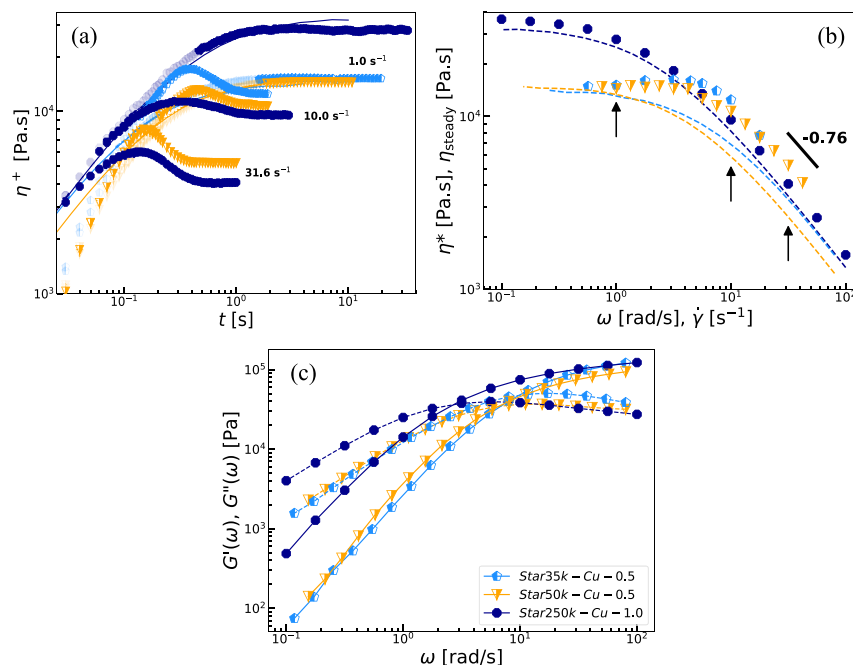 (a)
η⁺ [Pa.s]
10⁴
10³
1.0 s⁻¹
10.0 s⁻¹
31.6 s⁻¹
10⁻¹ 10⁰ 10¹
t [s]
(b)
η*, [Pa.s], η_steady [Pa.s]
10⁴
10³
-0.76
10⁻¹ 10⁰ 10¹ 10²
ω [rad/s], γ̇ [s⁻¹]
(c)
G'(ω), G''(ω) [Pa]
10⁵
10⁴
10³
10²
Star35k − Cu − 0.5
Star50k − Cu − 0.5
Star250k − Cu − 1.0
10⁻¹ 10⁰ 10¹ 10²
ω [rad/s]